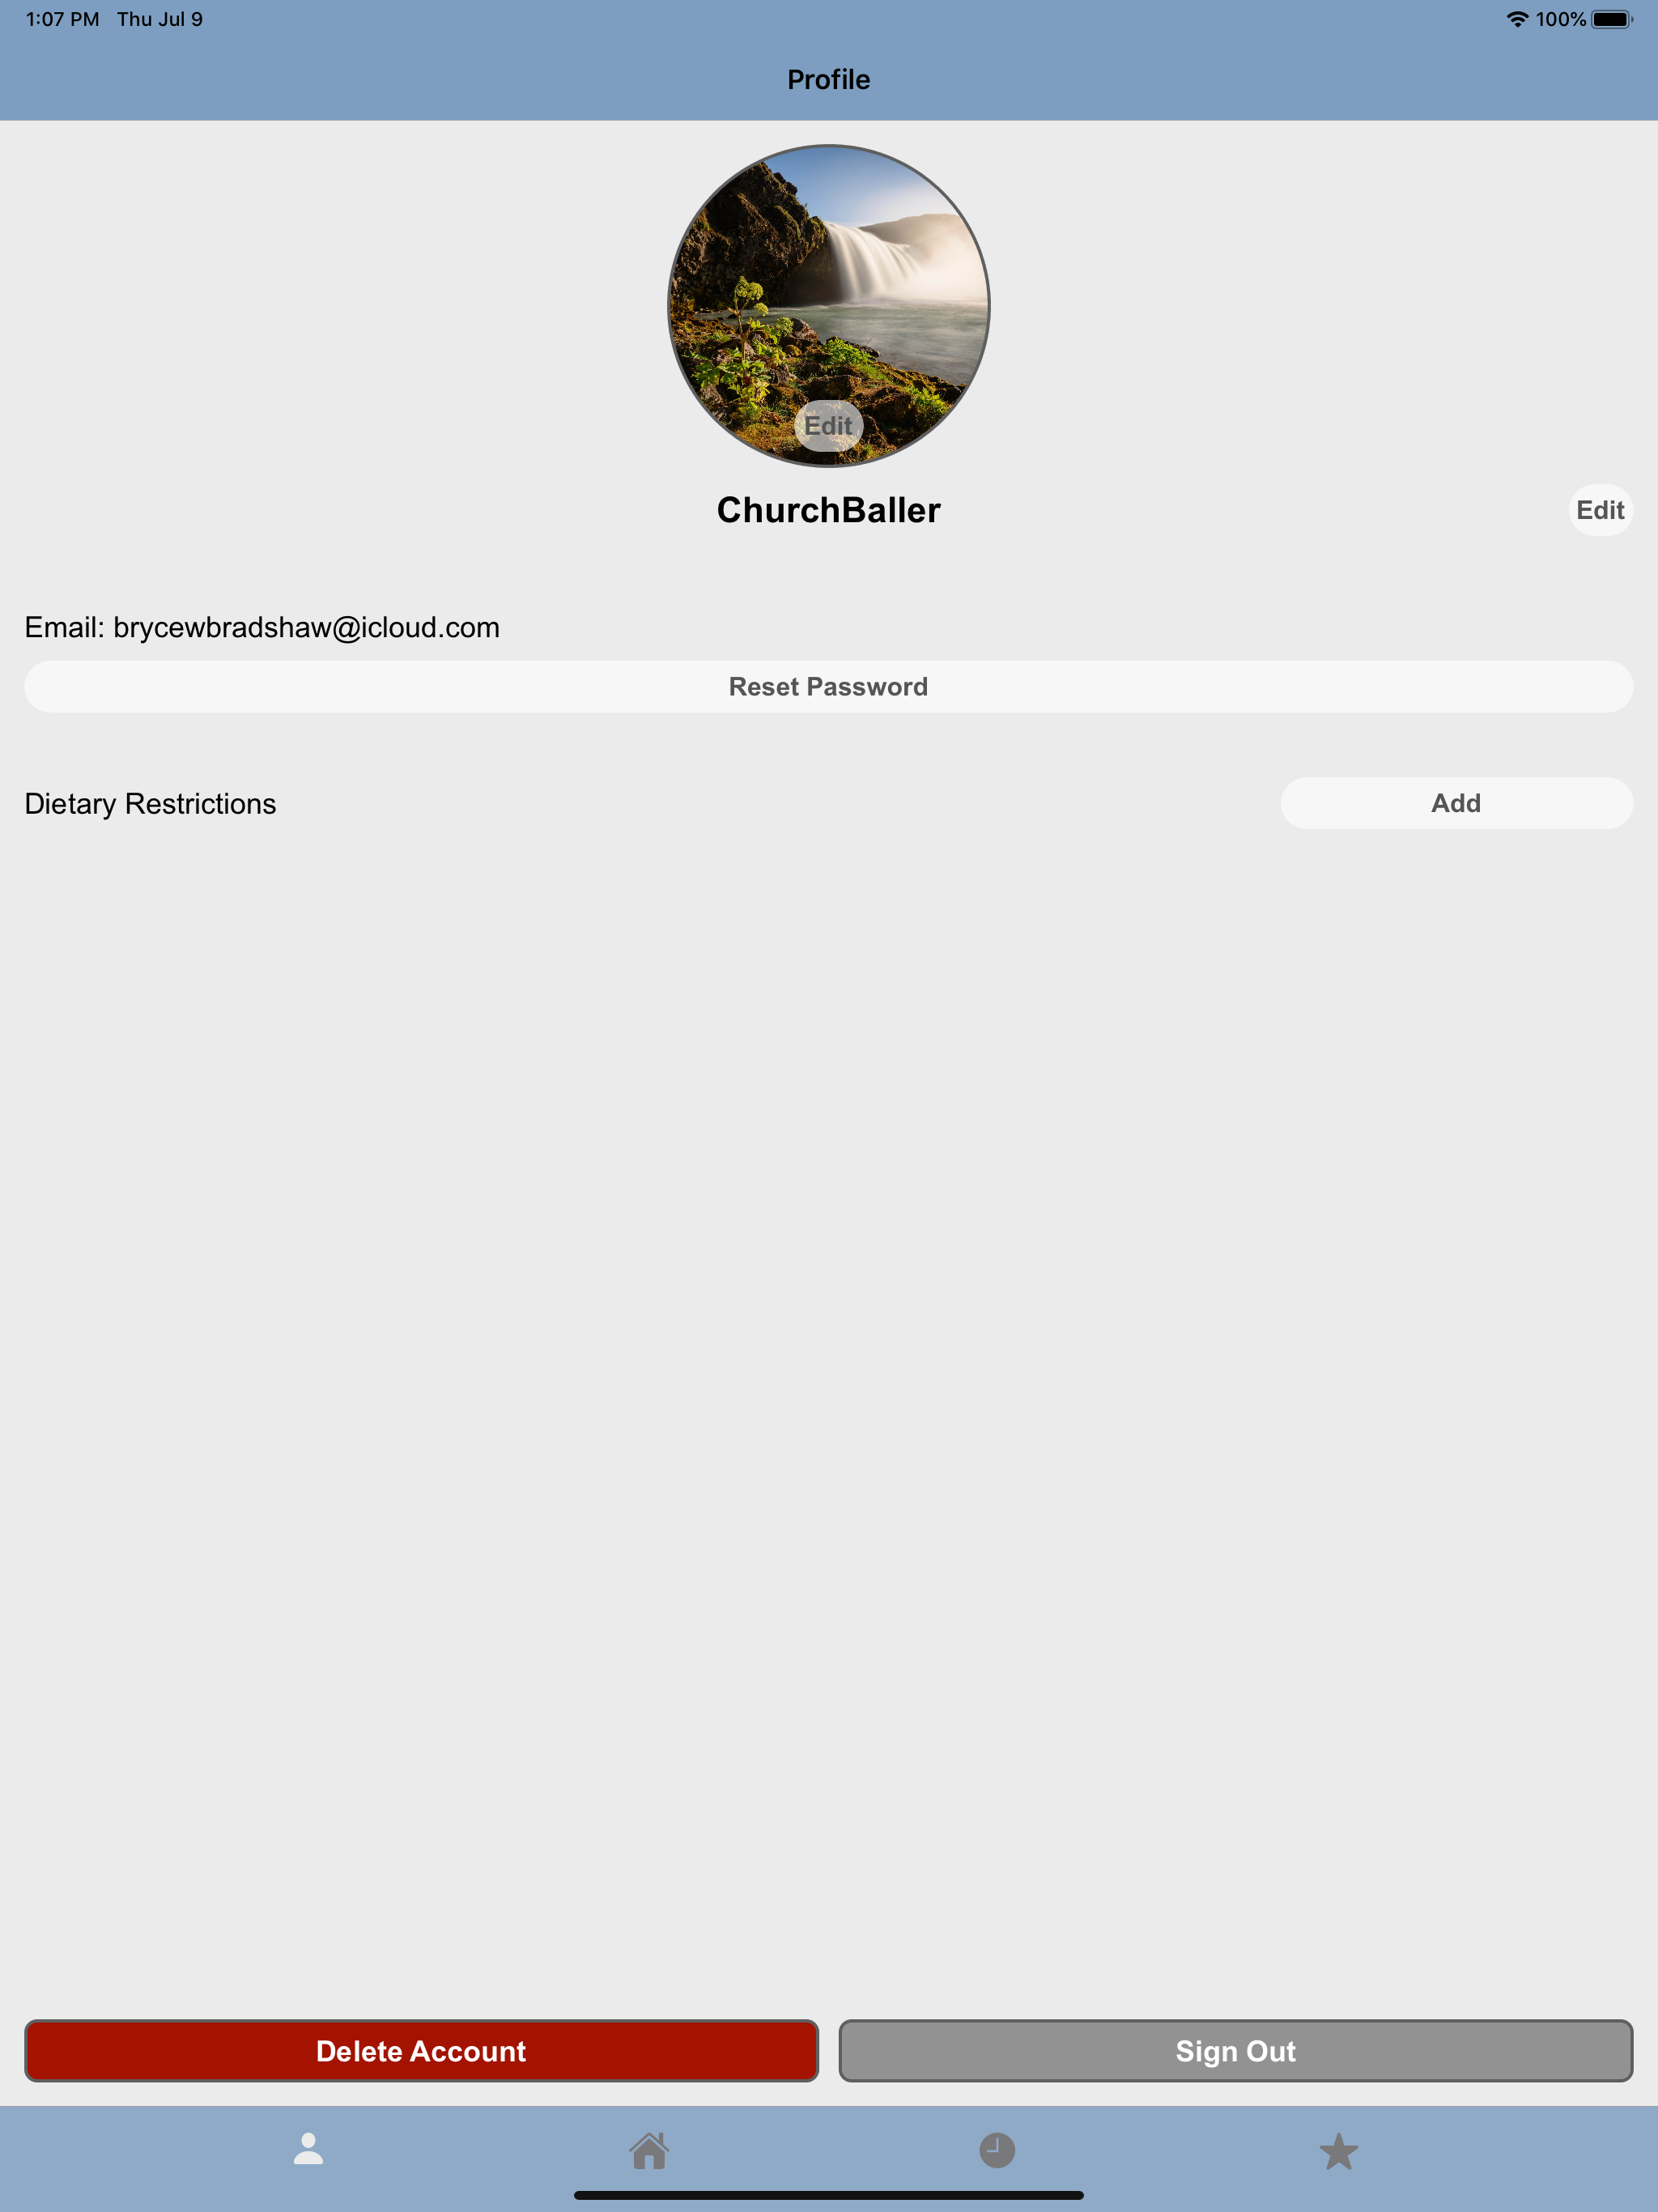 1:07 PM Thu Jul 9 100%
Profile
Edit
ChurchBaller Edit
Email: brycewbradshaw@icloud.com
Reset Password
Dietary Restrictions Add
Delete Account Sign Out